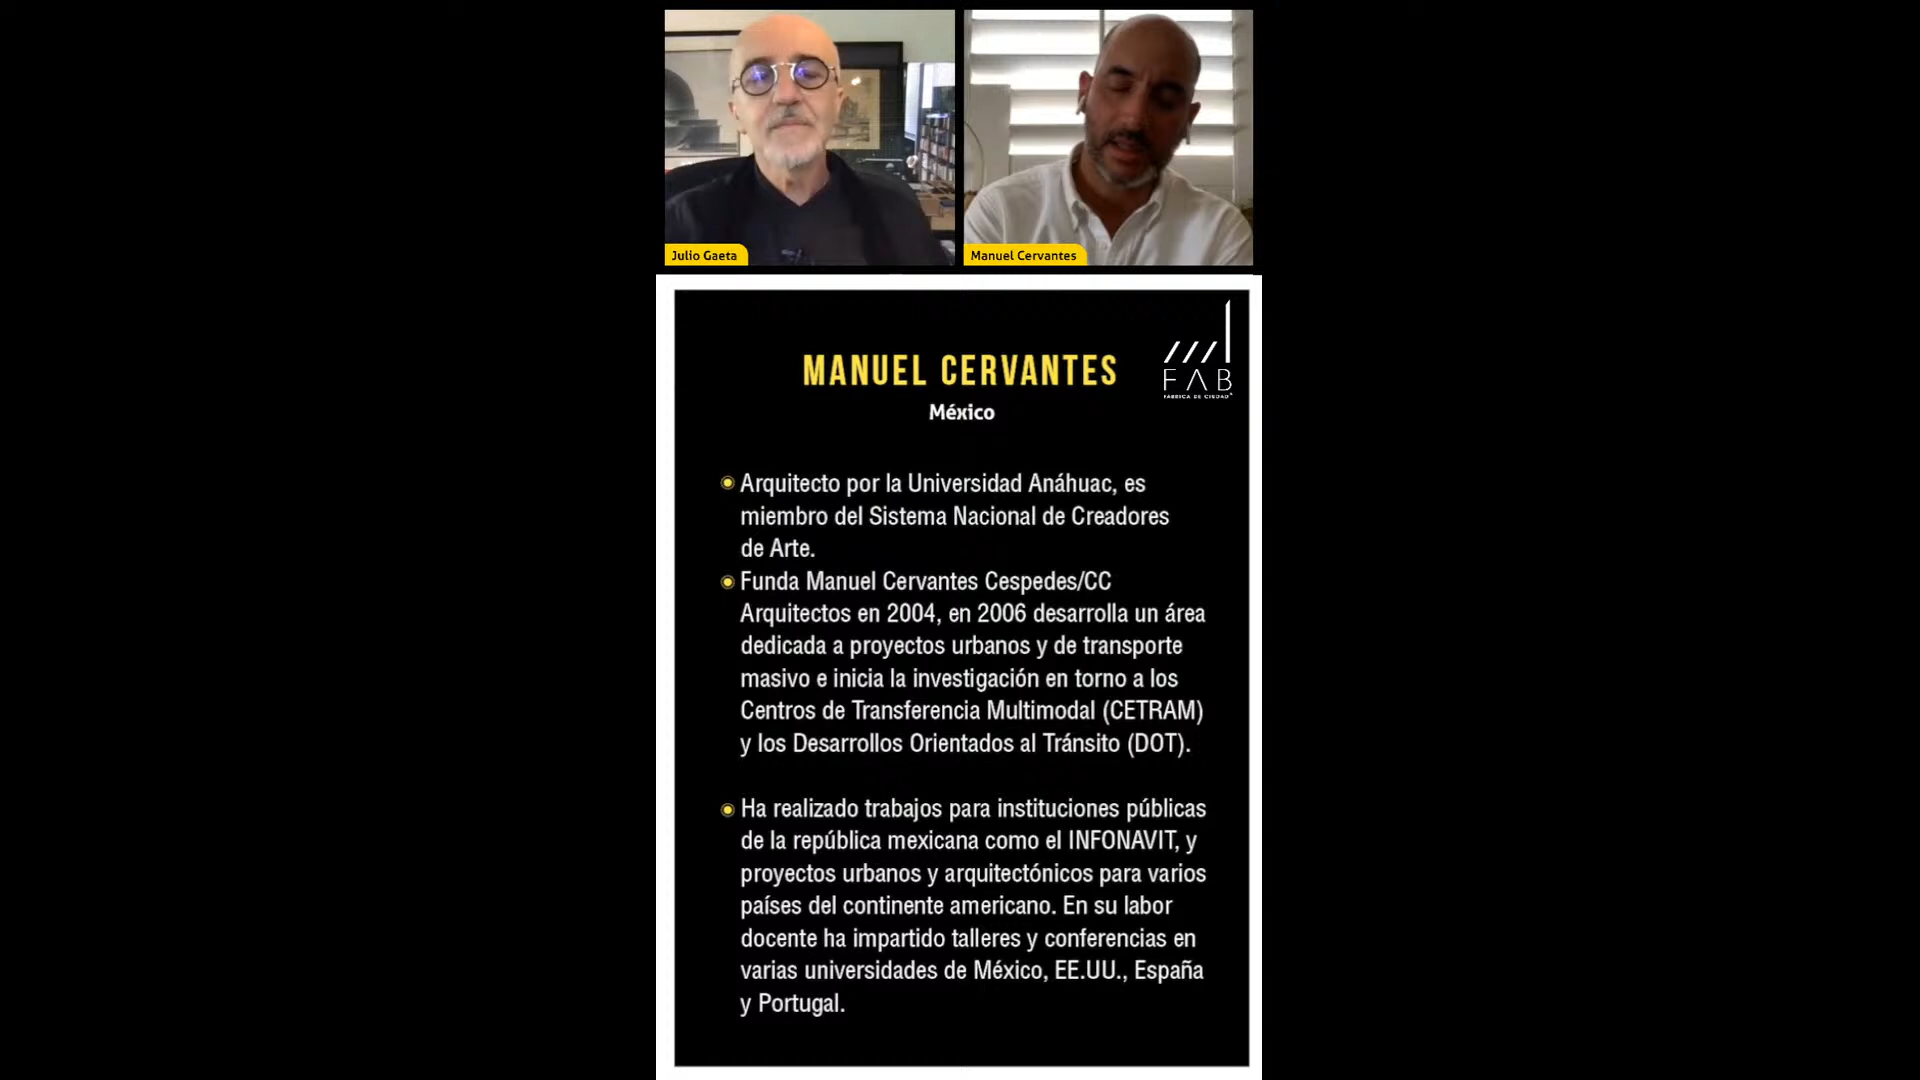 Julio Gaeta
Manuel Cervantes
MANUEL CERVANTES
México
FAB
FÁBRICA DE CIUDAD
Arquitecto por la Universidad Anáhuac, es
miembro del Sistema Nacional de Creadores
de Arte.
Funda Manuel Cervantes Cespedes/CC
Arquitectos en 2004, en 2006 desarrolla un área
dedicada a proyectos urbanos y de transporte
masivo e inicia la investigación en torno a los
Centros de Transferencia Multimodal (CETRAM)
y los Desarrollos Orientados al Tránsito (DOT).
Ha realizado trabajos para instituciones públicas
de la república mexicana como el INFONAVIT, y
proyectos urbanos y arquitectónicos para varios
países del continente americano. En su labor
docente ha impartido talleres y conferencias en
varias universidades de México, EE.UU., España
y Portugal.